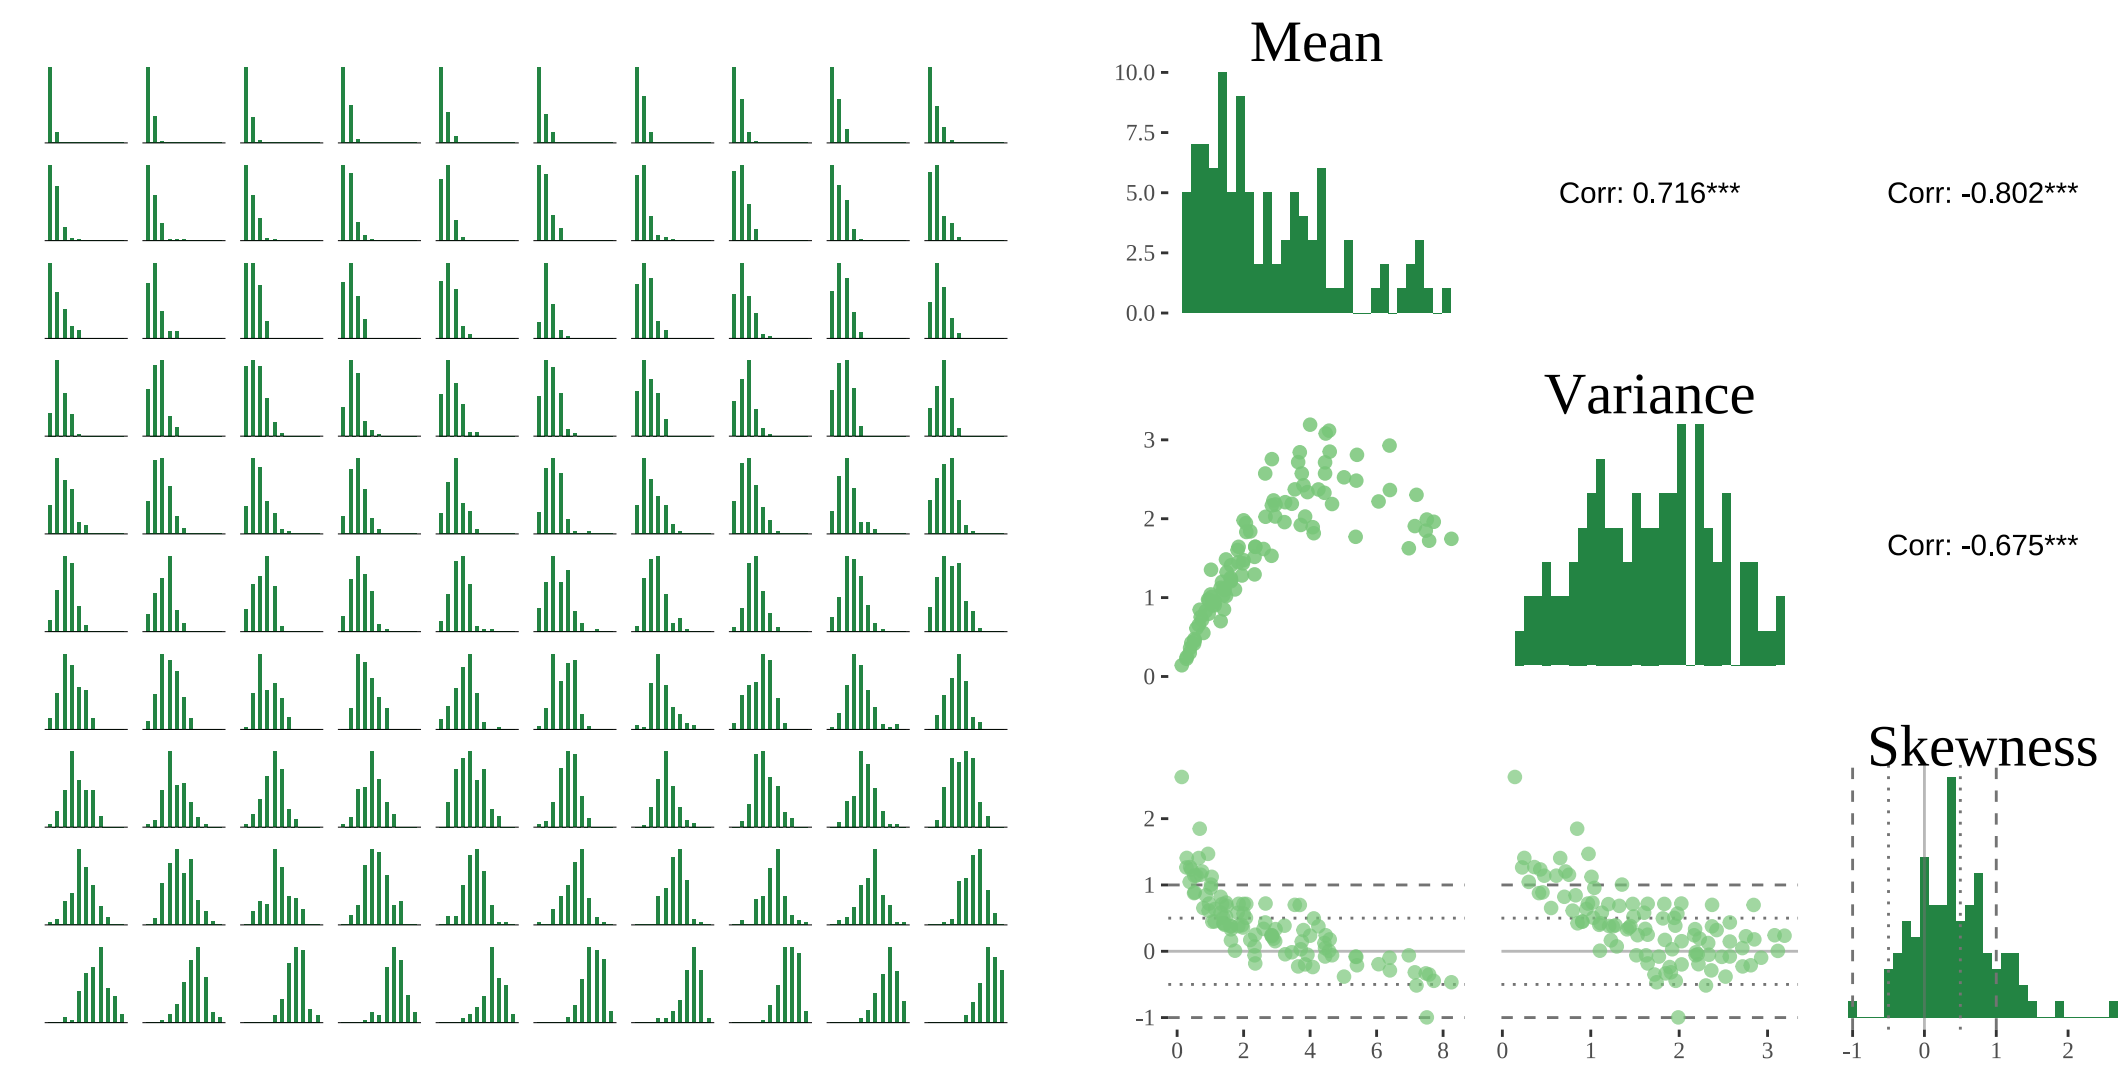 Mean
10.0
7.5
5.0
2.5
0.0
Corr: 0.716***
Corr: -0.802***
Variance
3
2
1
0
Corr: -0.675***
Skewness
2
1
0
-1
0 2 4 6 8
0 1 2 3
-1 0 1 2